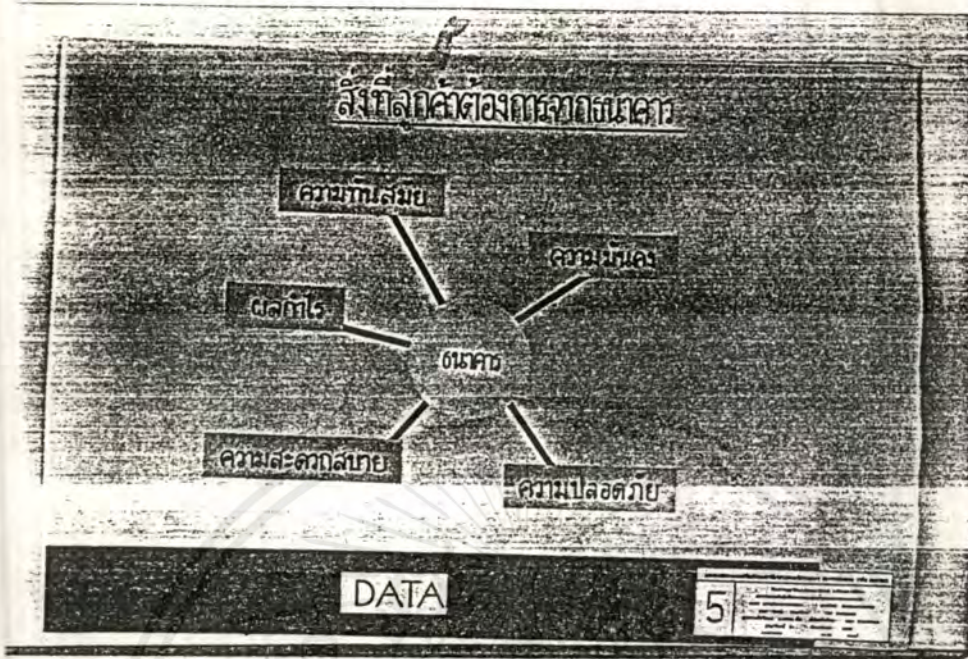 สิ่งที่ลูกค้าต้องการจากธนาคาร
ความทันสมัย
ความมั่นคง
ผลกำไร
ธนาคาร
ความสะดวกสบาย
ความปลอดภัย
DATA
5